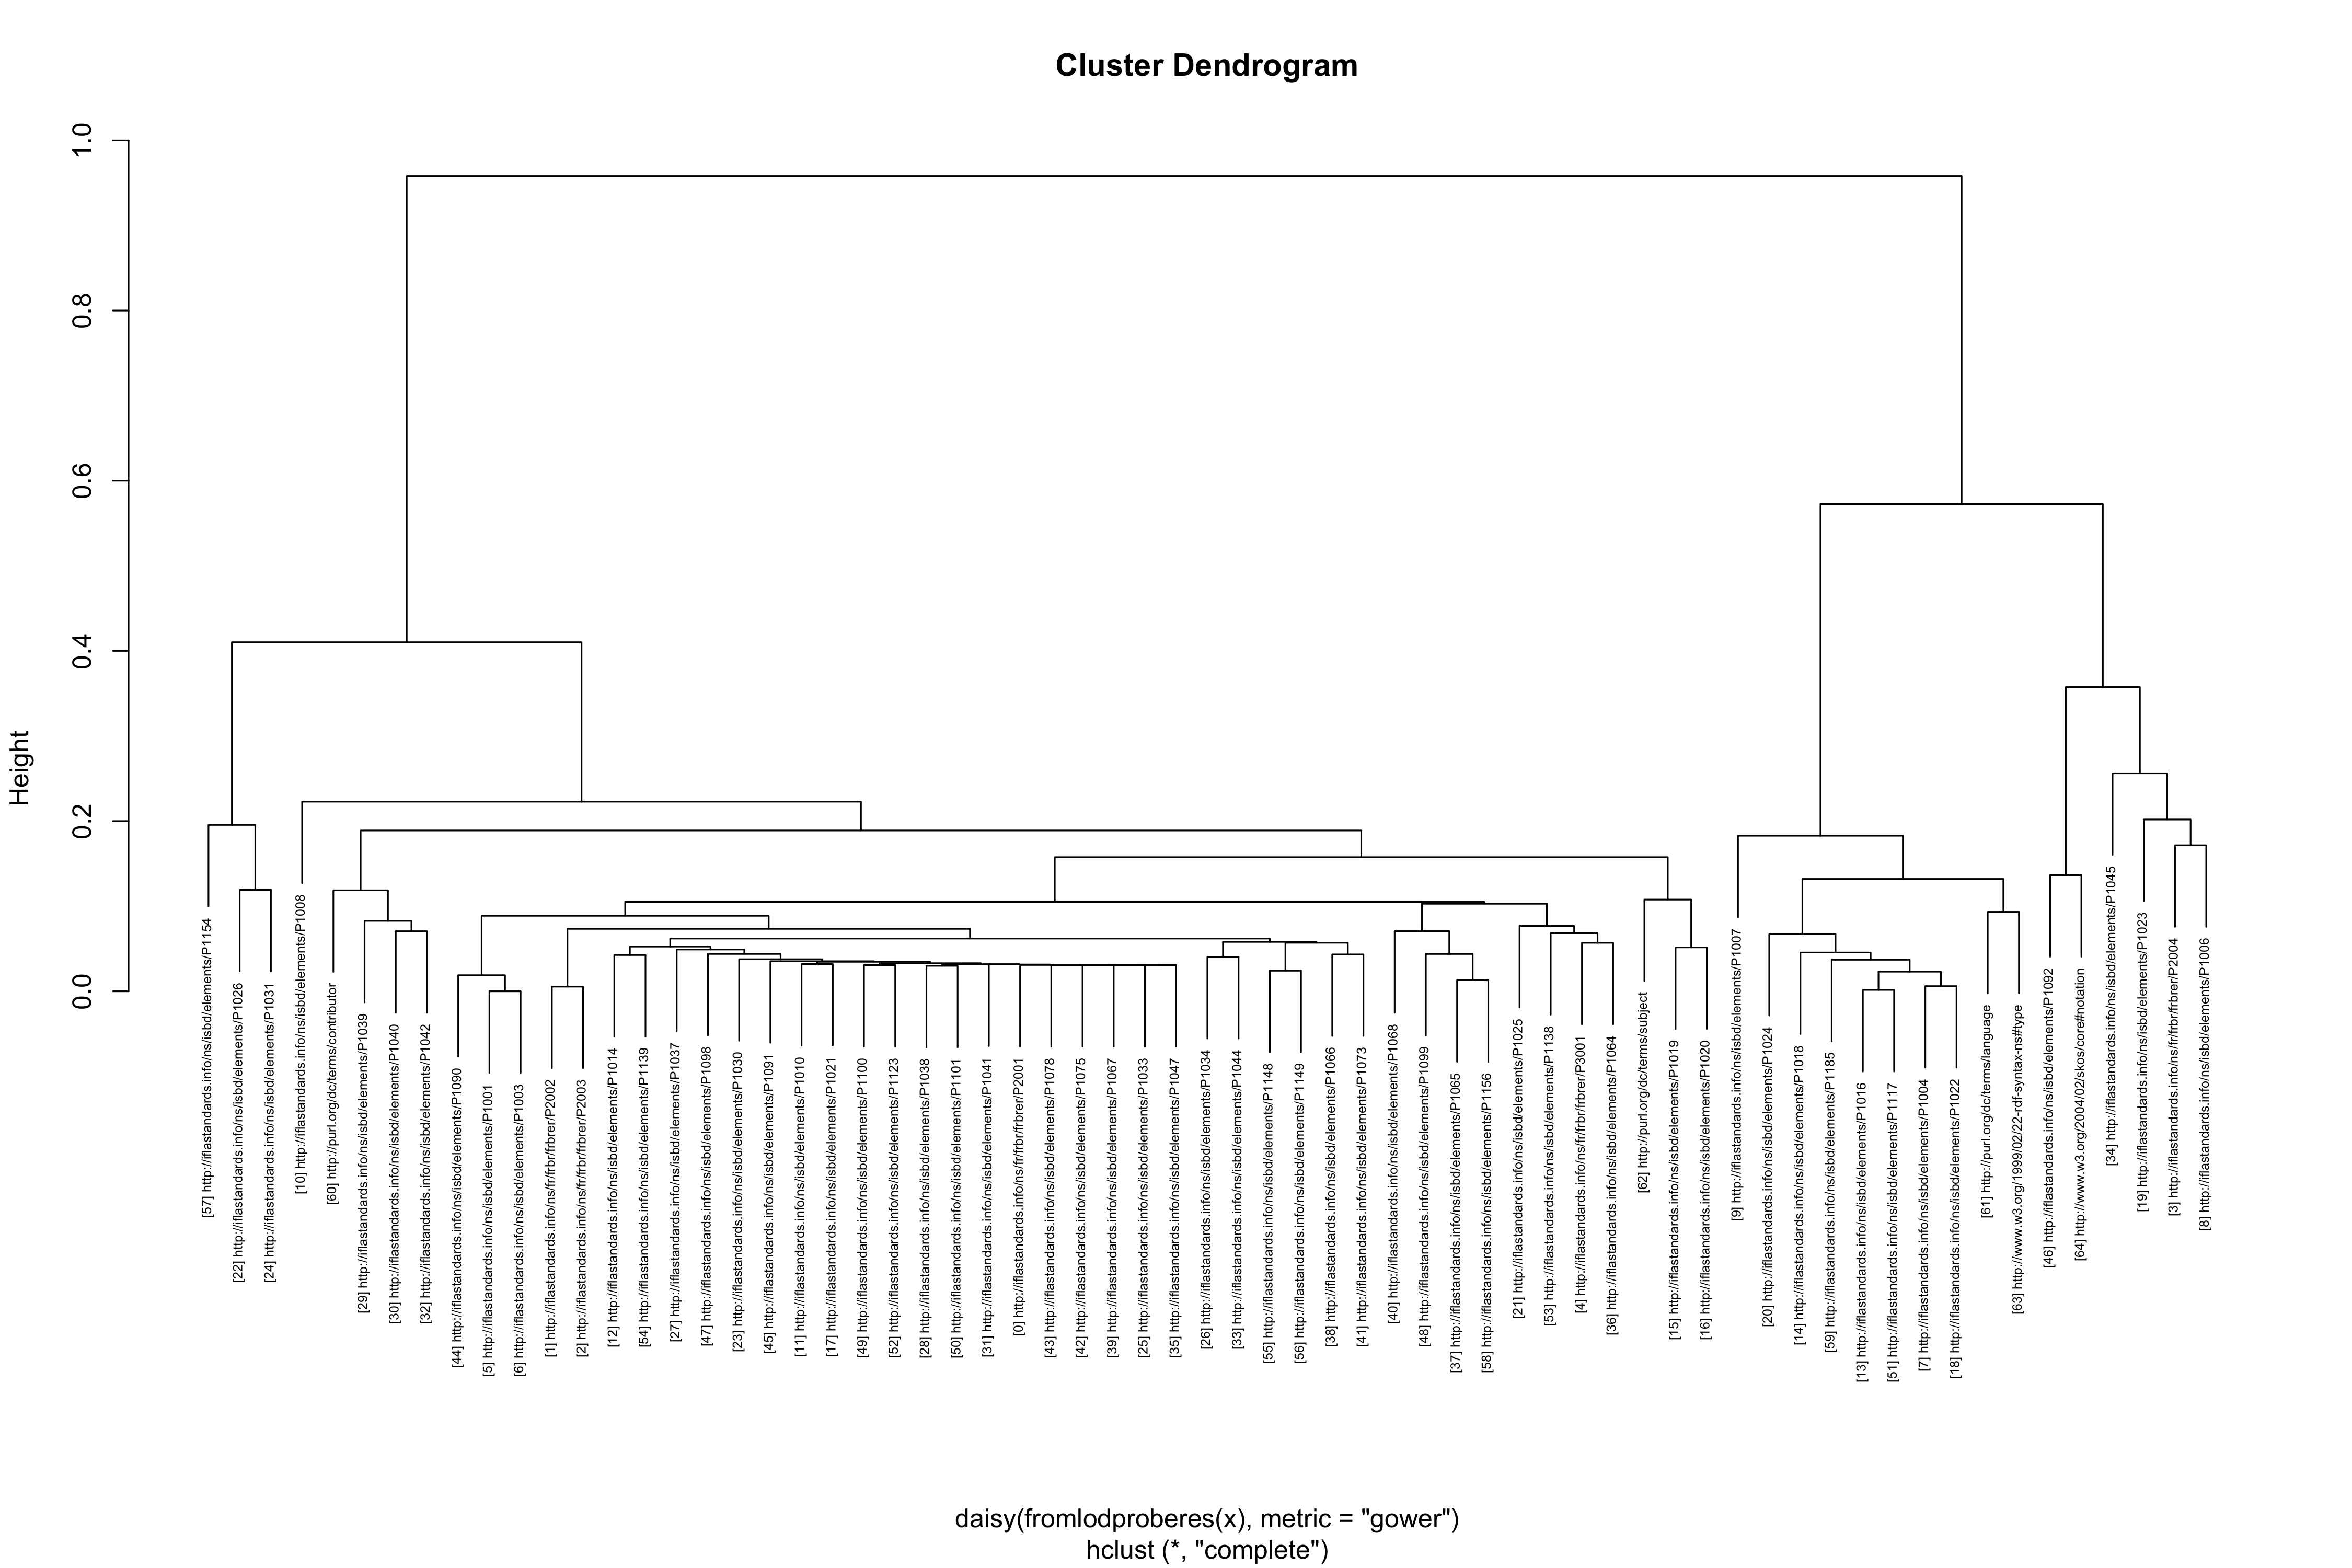 Cluster Dendrogram
Height
1.0
0.8
0.6
0.4
0.2
0.0
[57] http://iflastandards.info/ns/isbd/elements/P1154
[22] http://iflastandards.info/ns/isbd/elements/P1026
[24] http://iflastandards.info/ns/isbd/elements/P1031
[10] http://iflastandards.info/ns/isbd/elements/P1008
[60] http://purl.org/dc/terms/contributor
[29] http://iflastandards.info/ns/isbd/elements/P1039
[30] http://iflastandards.info/ns/isbd/elements/P1040
[32] http://iflastandards.info/ns/isbd/elements/P1042
[44] http://iflastandards.info/ns/isbd/elements/P1090
[5] http://iflastandards.info/ns/isbd/elements/P1001
[6] http://iflastandards.info/ns/isbd/elements/P1003
[1] http://iflastandards.info/ns/fr/frbr/frbrer/P2002
[2] http://iflastandards.info/ns/fr/frbr/frbrer/P2003
[12] http://iflastandards.info/ns/isbd/elements/P1014
[54] http://iflastandards.info/ns/isbd/elements/P1139
[27] http://iflastandards.info/ns/isbd/elements/P1037
[47] http://iflastandards.info/ns/isbd/elements/P1098
[23] http://iflastandards.info/ns/isbd/elements/P1030
[45] http://iflastandards.info/ns/isbd/elements/P1091
[11] http://iflastandards.info/ns/isbd/elements/P1010
[17] http://iflastandards.info/ns/isbd/elements/P1021
[49] http://iflastandards.info/ns/isbd/elements/P1100
[52] http://iflastandards.info/ns/isbd/elements/P1123
[28] http://iflastandards.info/ns/isbd/elements/P1038
[50] http://iflastandards.info/ns/isbd/elements/P1101
[31] http://iflastandards.info/ns/isbd/elements/P1041
[0] http://iflastandards.info/ns/fr/frbr/frbrer/P2001
[43] http://iflastandards.info/ns/isbd/elements/P1078
[42] http://iflastandards.info/ns/isbd/elements/P1075
[39] http://iflastandards.info/ns/isbd/elements/P1067
[25] http://iflastandards.info/ns/isbd/elements/P1033
[35] http://iflastandards.info/ns/isbd/elements/P1047
[26] http://iflastandards.info/ns/isbd/elements/P1034
[33] http://iflastandards.info/ns/isbd/elements/P1044
[55] http://iflastandards.info/ns/isbd/elements/P1148
[56] http://iflastandards.info/ns/isbd/elements/P1149
[38] http://iflastandards.info/ns/isbd/elements/P1066
[41] http://iflastandards.info/ns/isbd/elements/P1073
[40] http://iflastandards.info/ns/isbd/elements/P1068
[48] http://iflastandards.info/ns/isbd/elements/P1099
[37] http://iflastandards.info/ns/isbd/elements/P1065
[58] http://iflastandards.info/ns/isbd/elements/P1156
[21] http://iflastandards.info/ns/isbd/elements/P1025
[53] http://iflastandards.info/ns/isbd/elements/P1138
[4] http://iflastandards.info/ns/fr/frbr/frbrer/P3001
[36] http://iflastandards.info/ns/isbd/elements/P1064
[62] http://purl.org/dc/terms/subject
[15] http://iflastandards.info/ns/isbd/elements/P1019
[16] http://iflastandards.info/ns/isbd/elements/P1020
[9] http://iflastandards.info/ns/isbd/elements/P1007
[20] http://iflastandards.info/ns/isbd/elements/P1024
[14] http://iflastandards.info/ns/isbd/elements/P1018
[59] http://iflastandards.info/ns/isbd/elements/P1185
[13] http://iflastandards.info/ns/isbd/elements/P1016
[51] http://iflastandards.info/ns/isbd/elements/P1117
[7] http://iflastandards.info/ns/isbd/elements/P1004
[18] http://iflastandards.info/ns/isbd/elements/P1022
[61] http://purl.org/dc/terms/language
[63] http://www.w3.org/1999/02/22-rdf-syntax-ns#type
[46] http://iflastandards.info/ns/isbd/elements/P1092
[64] http://www.w3.org/2004/02/skos/core#notation
[34] http://iflastandards.info/ns/isbd/elements/P1045
[19] http://iflastandards.info/ns/isbd/elements/P1023
[3] http://iflastandards.info/ns/fr/frbr/frbrer/P2004
[8] http://iflastandards.info/ns/isbd/elements/P1006
daisy(fromlodproberes(x), metric = "gower")
hclust (*, "complete")